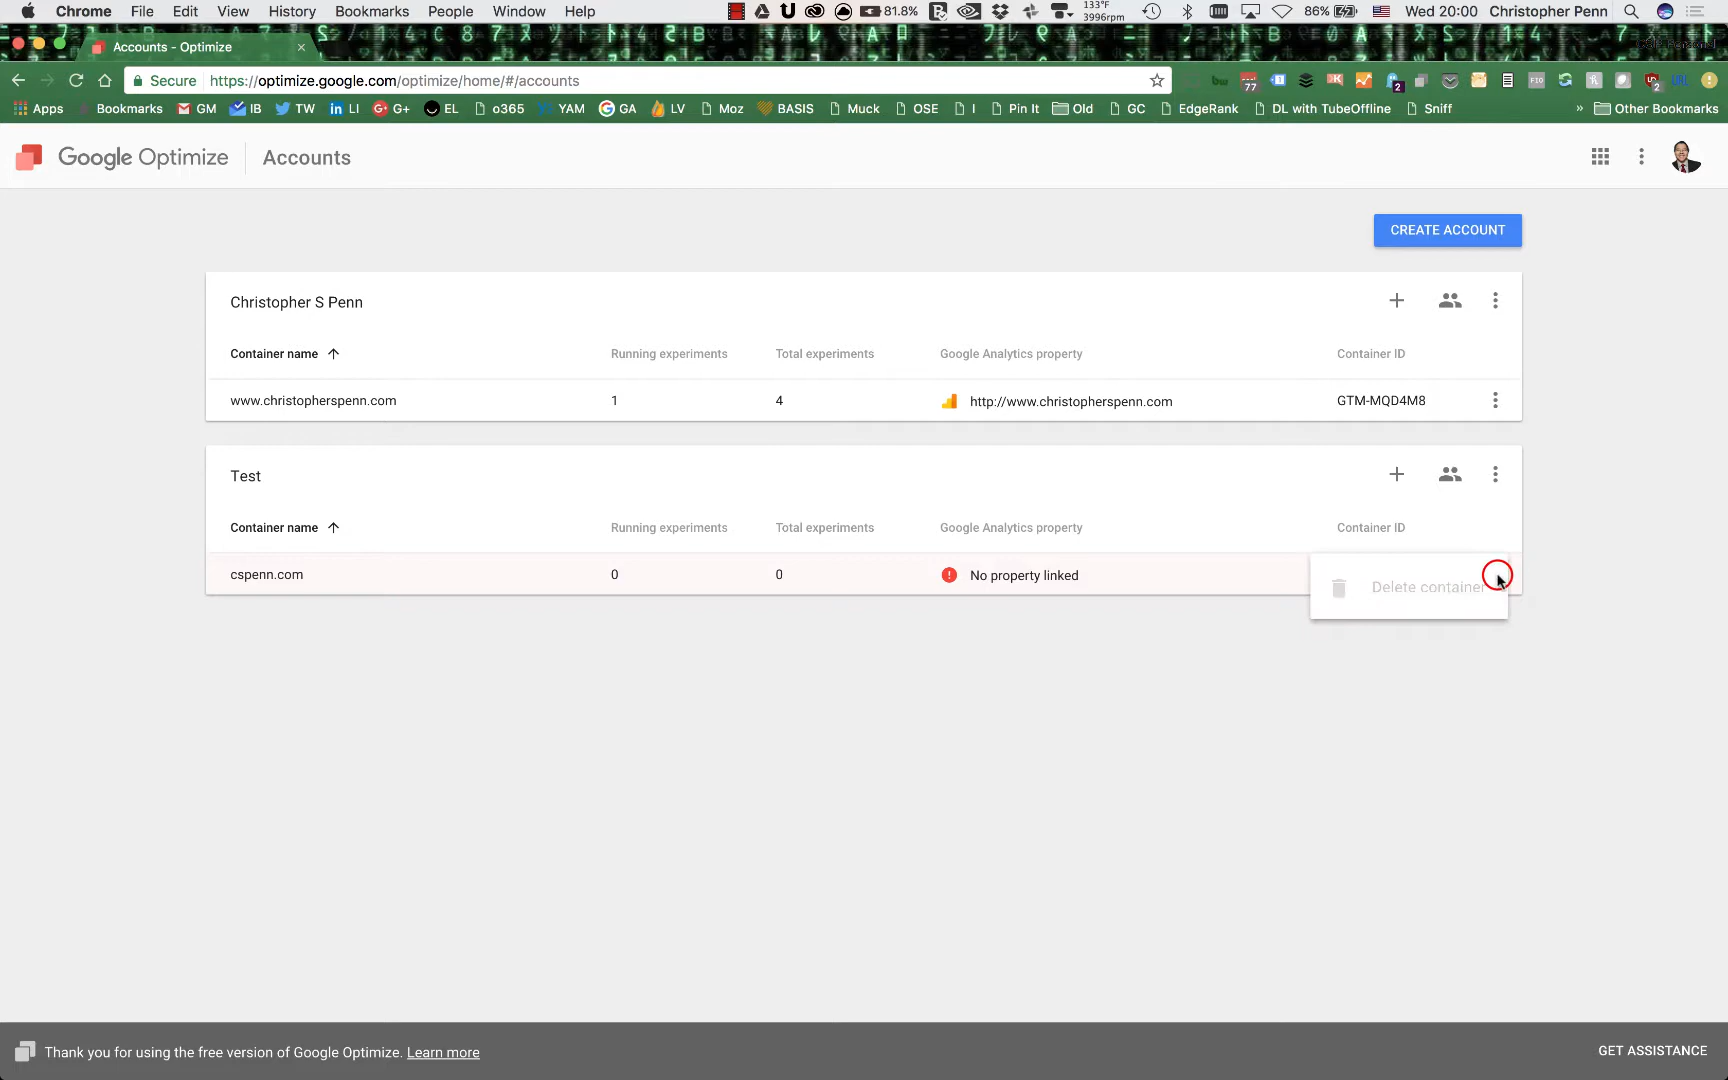 Chrome File Edit View History Bookmarks People Window Help 81.8% 133°F 3996rpm 86% Wed 20:00 Christopher Penn
Accounts - Optimize
Secure https://optimize.google.com/optimize/home/#/accounts
Apps Bookmarks GM IB TW LI G+ EL o365 YAM GA LV Moz BASIS Muck OSE I Pin It Old GC EdgeRank DL with TubeOffline Sniff » Other Bookmarks
Google Optimize Accounts
CREATE ACCOUNT
Christopher S Penn
Container name Running experiments Total experiments Google Analytics property Container ID
www.christopherspenn.com 1 4 http://www.christopherspenn.com GTM-MQD4M8
Test
Container name Running experiments Total experiments Google Analytics property Container ID
cspenn.com 0 0 No property linked
Delete container
Thank you for using the free version of Google Optimize. Learn more GET ASSISTANCE